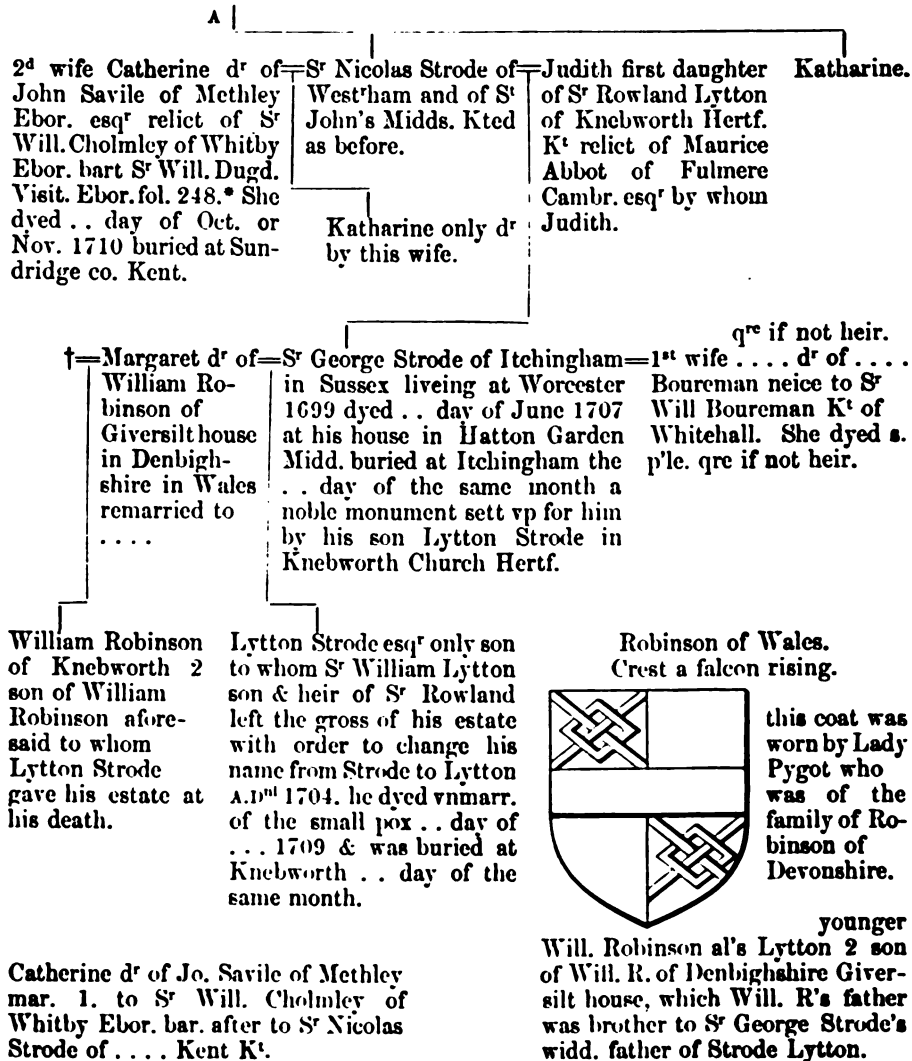 A
2ᵈ wife Catherine dʳ of
John Savile of Methley
Ebor. esqʳ relict of Sʳ
Will. Cholmley of Whitby
Ebor. bart Sʳ Will. Dugd.
Visit. Ebor. fol. 248.* She
dyed . . day of Oct. or
Nov. 1710 buried at Sun-
dridge co. Kent.
Sʳ Nicolas Strode of
Westʳham and of Sᵗ
John's Midds. Kted
as before.
Judith first daughter
of Sʳ Rowland Lytton
of Knebworth Hertf.
Kᵗ relict of Maurice
Abbot of Fulmere
Cambr. esqʳ by whom
Judith.
Katharine.
Katharine only dʳ
by this wife.
†=Margaret dʳ of
William Ro-
binson of
Giversilt house
in Denbigh-
shire in Wales
remarried to
. . . .
=Sʳ George Strode of Itchingham
in Sussex liveing at Worcester
1699 dyed . . day of June 1707
at his house in Hatton Garden
Midd. buried at Itchingham the
. . day of the same month a
noble monument sett vp for him
by his son Lytton Strode in
Knebworth Church Hertf.
qʳᵉ if not heir.
=1ˢᵗ wife . . . . dʳ of . . . .
Boureman neice to Sʳ
Will Boureman Kᵗ of
Whitehall. She dyed s.
p'le. qre if not heir.
William Robinson
of Knebworth 2
son of William
Robinson afore-
said to whom
Lytton Strode
gave his estate at
his death.
Lytton Strode esqʳ only son
to whom Sʳ William Lytton
son & heir of Sʳ Rowland
left the gross of his estate
with order to change his
name from Strode to Lytton
A.Dⁿⁱ 1704. he dyed vnmarr.
of the small pox . . day of
. . . 1709 & was buried at
Knebworth . . day of the
same month.
Robinson of Wales.
Crest a falcon rising.
this coat was
worn by Lady
Pygot who
was of the
family of Ro-
binson of
Devonshire.
Catherine dʳ of Jo. Savile of Methley
mar. 1. to Sʳ Will. Cholmley of
Whitby Ebor. bar. after to Sʳ Nicolas
Strode of . . . . Kent Kᵗ.
younger
Will. Robinson al's Lytton 2 son
of Will. R. of Denbighshire Giver-
silt house, which Will. R's father
was brother to Sʳ George Strode's
widd. father of Strode Lytton.